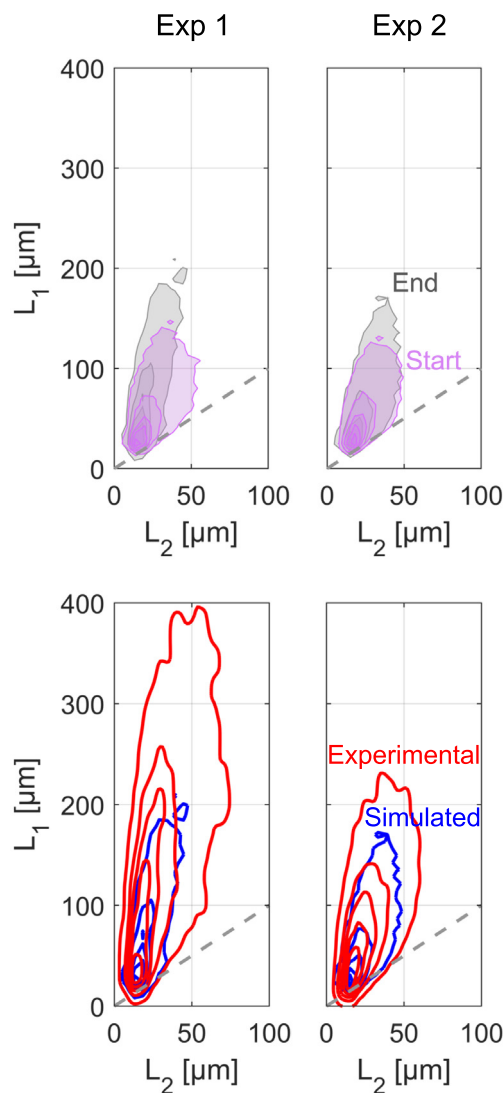 Exp 1 Exp 2
400
300
200
100
0
L₁ [µm]
0 50 100
L₂ [µm]
End
Start
0 50 100
L₂ [µm]
400
300
200
100
0
L₁ [µm]
0 50 100
L₂ [µm]
Experimental
Simulated
0 50 100
L₂ [µm]